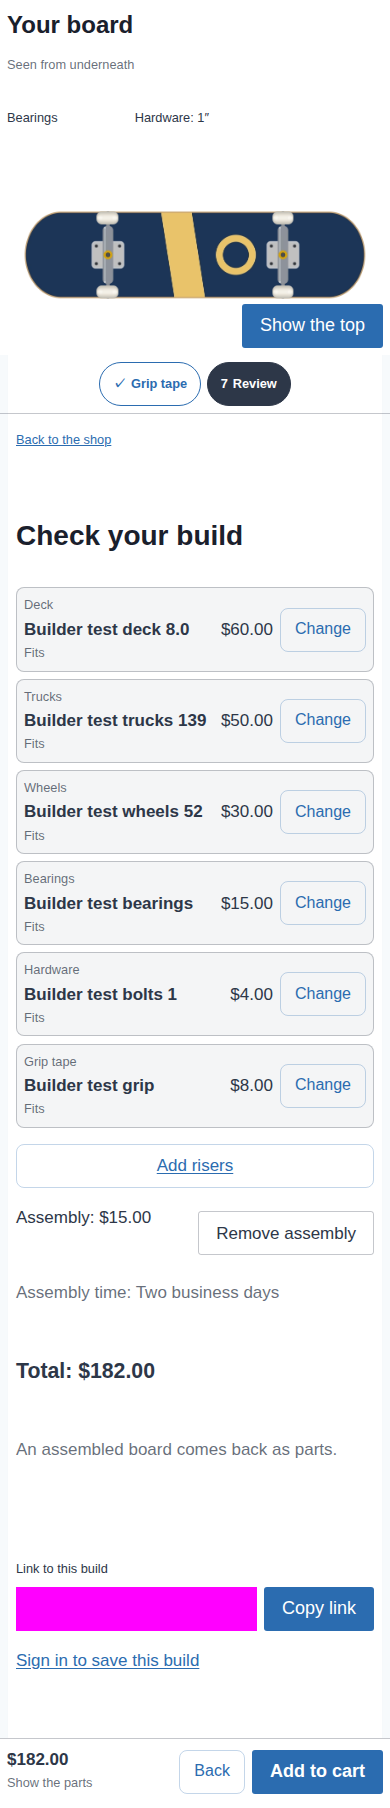 Your board
Seen from underneath
Bearings
Hardware: 1″
Show the top
✓ Grip tape
7 Review
Back to the shop
Check your build
Deck
Builder test deck 8.0
$60.00
Change
Fits
Trucks
Builder test trucks 139
$50.00
Change
Fits
Wheels
Builder test wheels 52
$30.00
Change
Fits
Bearings
Builder test bearings
$15.00
Change
Fits
Hardware
Builder test bolts 1
$4.00
Change
Fits
Grip tape
Builder test grip
$8.00
Change
Fits
Add risers
Assembly: $15.00
Remove assembly
Assembly time: Two business days
Total: $182.00
An assembled board comes back as parts.
Link to this build
Copy link
Sign in to save this build
$182.00
Show the parts
Back
Add to cart